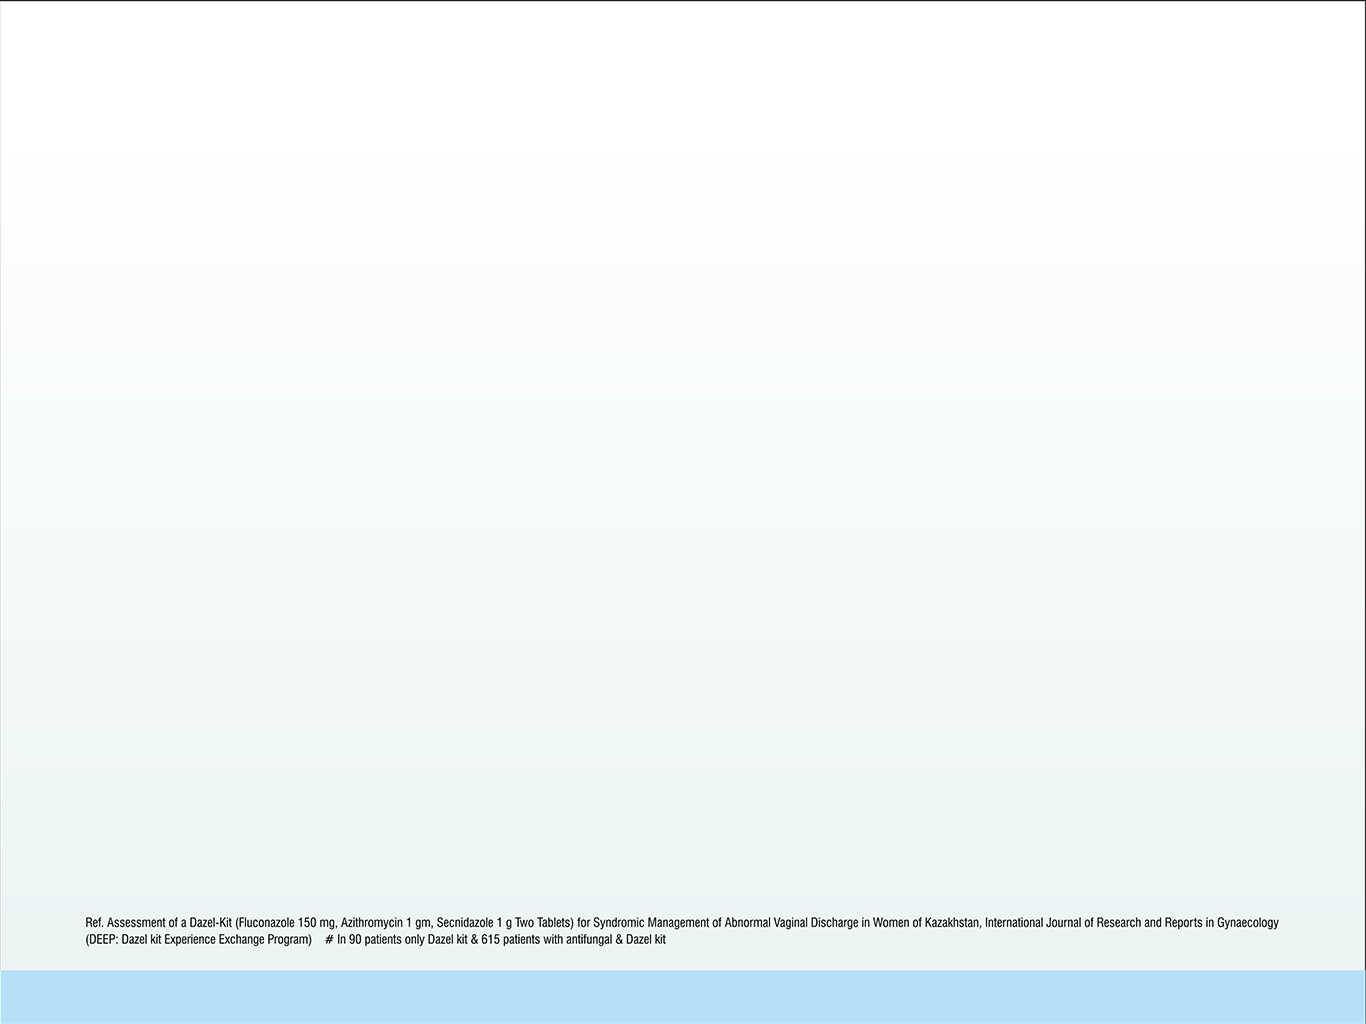 Ref. Assessment of a Dazel-Kit (Fluconazole 150 mg, Azithromycin 1 gm, Secnidazole 1 g Two Tablets) for Syndromic Management of Abnormal Vaginal Discharge in Women of Kazakhstan, International Journal of Research and Reports in Gynaecology
(DEEP: Dazel kit Experience Exchange Program) # In 90 patients only Dazel kit & 615 patients with antifungal & Dazel kit